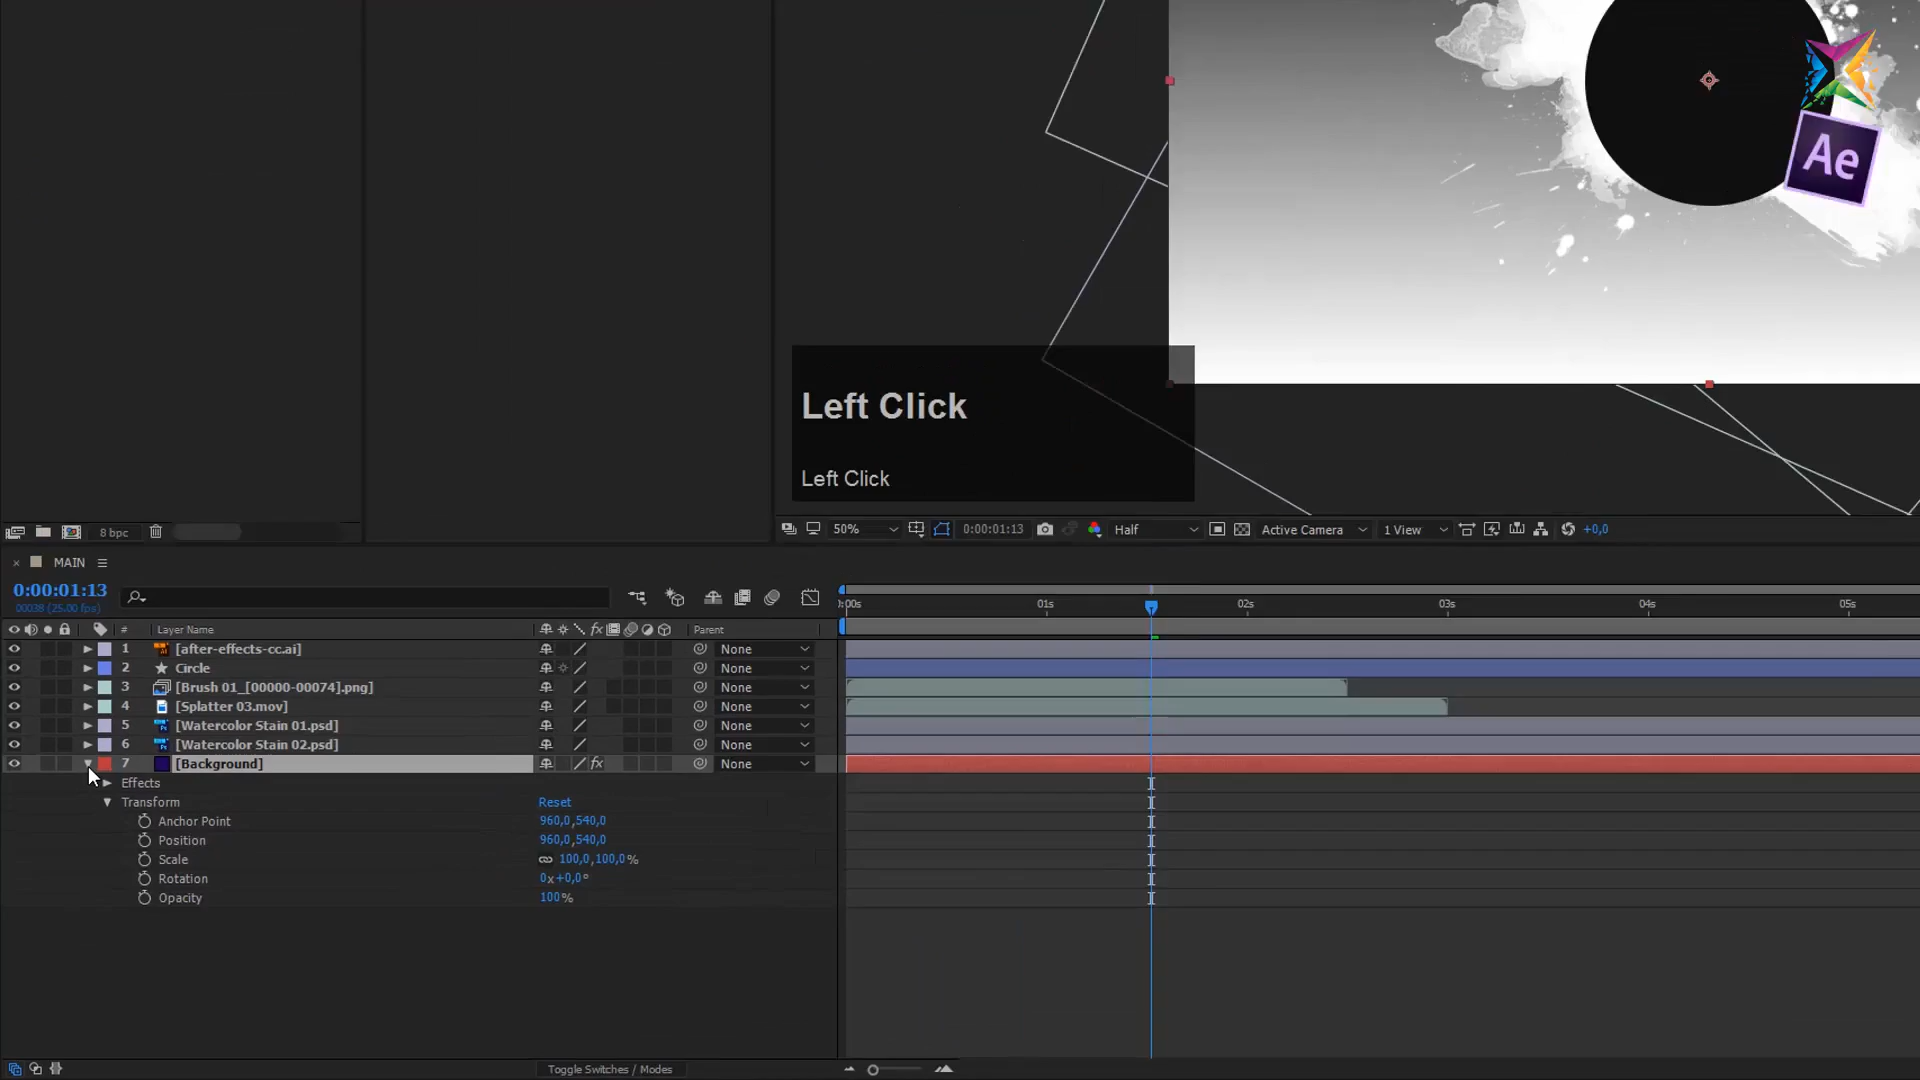 Ae
Left Click
Left Click
8 bpc
50%
0:00:01:13
Half
Active Camera
1 View
+0,0
MAIN
0:00:01:13
00038 (25.00 fps)
:00s 01s 02s 03s 04s 05s
# Layer Name Parent
1 [after-effects-cc.ai] None
2 Circle None
3 [Brush 01_[00000-00074].png] None
4 [Splatter 03.mov] None
5 [Watercolor Stain 01.psd] None
6 [Watercolor Stain 02.psd] None
7 [Background] fx None
Effects
Transform Reset
Anchor Point 960,0,540,0
Position 960,0,540,0
Scale 100,0,100,0%
Rotation 0x+0,0°
Opacity 100%
Toggle Switches / Modes